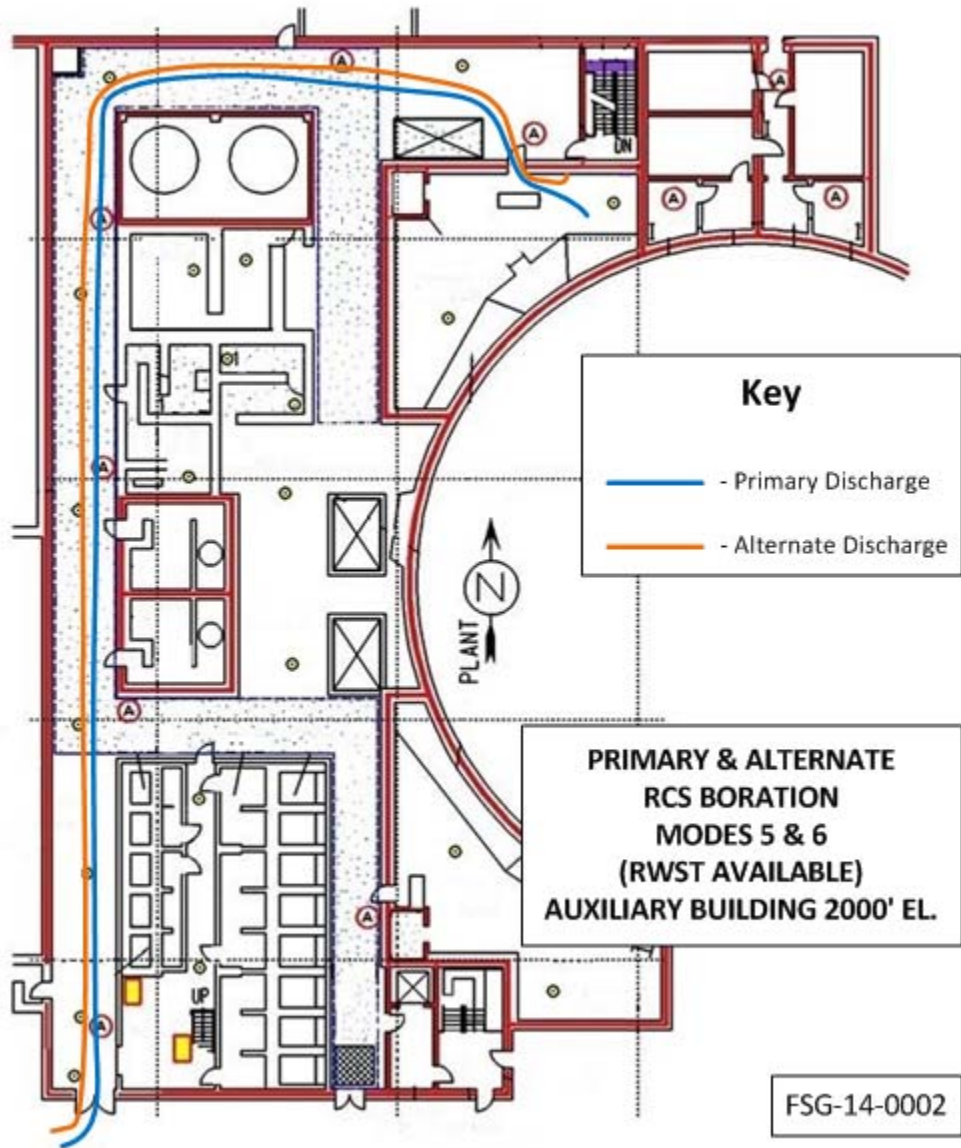 A
A
DN
A
A
A
A
Key
- Primary Discharge
A
- Alternate Discharge
N
PLANT
A
PRIMARY & ALTERNATE
RCS BORATION
MODES 5 & 6
(RWST AVAILABLE)
AUXILIARY BUILDING 2000' EL.
A
UP
A
FSG-14-0002